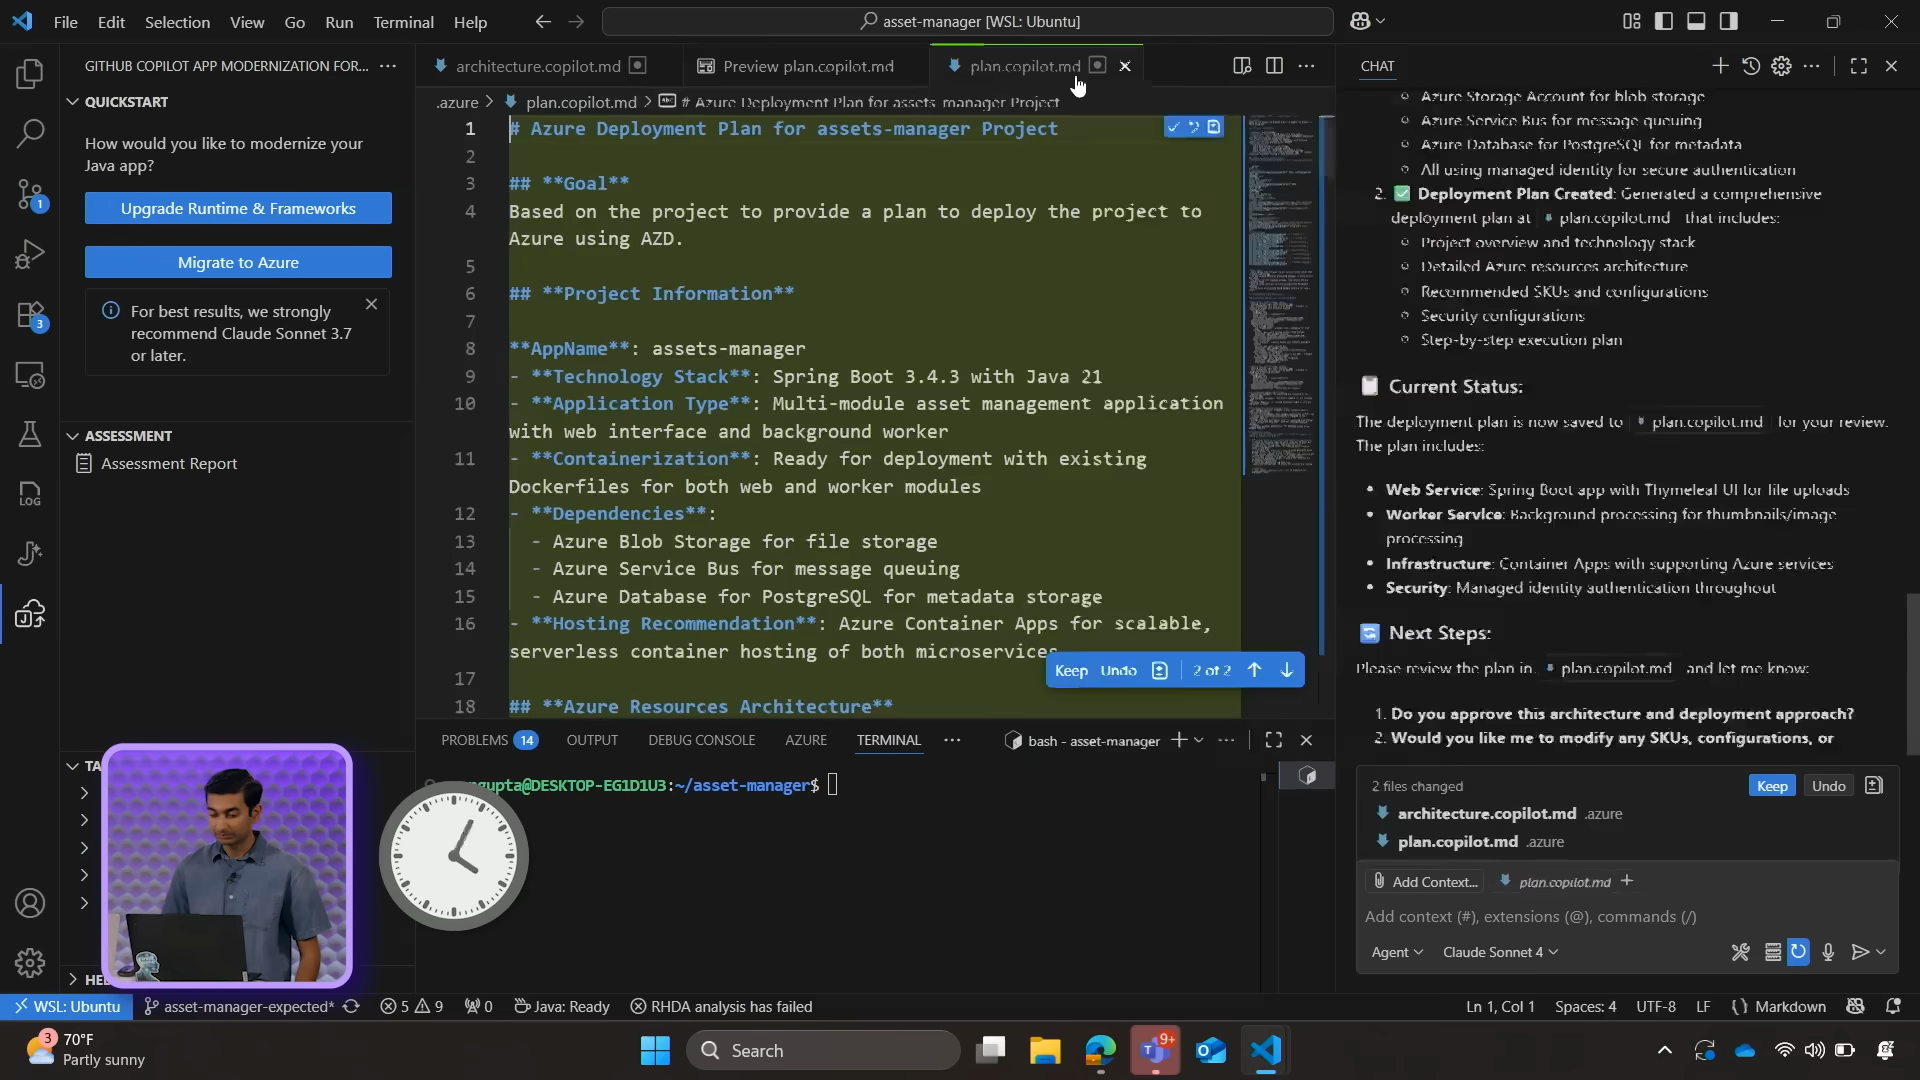 File Edit Selection View Go Run Terminal Help
asset-manager [WSL: Ubuntu]
GITHUB COPILOT APP MODERNIZATION FOR...
QUICKSTART
How would you like to modernize your
Java app?
Upgrade Runtime & Frameworks
Migrate to Azure
For best results, we strongly
recommend Claude Sonnet 3.7
or later.
ASSESSMENT
Assessment Report
TA
HE
1
3
LOG
architecture.copilot.md
Preview plan.copilot.md
plan.copilot.md
.azure > plan.copilot.md > # Azure Deployment Plan for assets-manager Project
1 # Azure Deployment Plan for assets-manager Project
2
3 ## **Goal**
4 Based on the project to provide a plan to deploy the project to
Azure using AZD.
5
6 ## **Project Information**
7
8 **AppName**: assets-manager
9 - **Technology Stack**: Spring Boot 3.4.3 with Java 21
10 - **Application Type**: Multi-module asset management application
with web interface and background worker
11 - **Containerization**: Ready for deployment with existing
Dockerfiles for both web and worker modules
12 - **Dependencies**:
13 - Azure Blob Storage for file storage
14 - Azure Service Bus for message queuing
15 - Azure Database for PostgreSQL for metadata storage
16 - **Hosting Recommendation**: Azure Container Apps for scalable,
serverless container hosting of both microservices
17
18 ## **Azure Resources Architecture**
Keep Undo 2 of 2
PROBLEMS 14 OUTPUT DEBUG CONSOLE AZURE TERMINAL
bash - asset-manager
gupta@DESKTOP-EG1D1U3:~/asset-manager$
CHAT
Azure Storage Account for blob storage
Azure Service Bus for message queuing
Azure Database for PostgreSQL for metadata
All using managed identity for secure authentication
2. Deployment Plan Created: Generated a comprehensive
deployment plan at plan.copilot.md that includes:
Project overview and technology stack
Detailed Azure resources architecture
Recommended SKUs and configurations
Security configurations
Step-by-step execution plan
Current Status:
The deployment plan is now saved to plan.copilot.md for your review.
The plan includes:
Web Service: Spring Boot app with Thymeleaf UI for file uploads
Worker Service: Background processing for thumbnails/image
processing
Infrastructure: Container Apps with supporting Azure services
Security: Managed identity authentication throughout
Next Steps:
Please review the plan in. plan.copilot.md and let me know:
1. Do you approve this architecture and deployment approach?
2. Would you like me to modify any SKUs, configurations, or
2 files changed Keep Undo
architecture.copilot.md .azure
plan.copilot.md .azure
Add Context... plan.copilot.md +
Add context (#), extensions (@), commands (/)
Agent Claude Sonnet 4
WSL: Ubuntu asset-manager-expected* 5 9 0 Java: Ready RHDA analysis has failed
Ln 1, Col 1 Spaces: 4 UTF-8 LF {} Markdown
3 70°F
Partly sunny
Search
9+